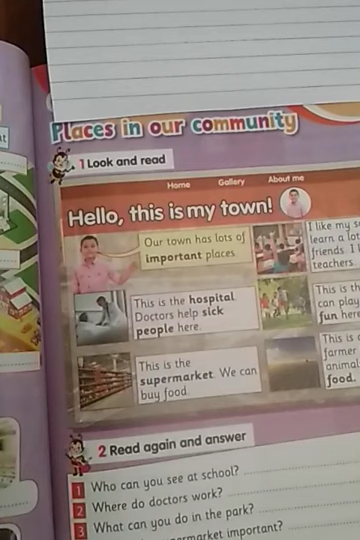 Places in our community
1 Look and read
Home Gallery About me
Hello, this is my town!
Our town has lots of
important places.
I like my
learn a lot
friends. I
teachers.
This is the hospital.
Doctors help sick
people here.
This is
can play
fun here
This is the
supermarket. We can
buy food.
This is
farmer
animal
food.
2 Read again and answer
1 Who can you see at school?
2 Where do doctors work?
3 What can you do in the park?
important?